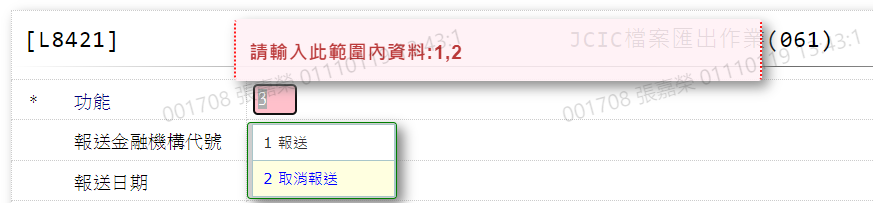 [L8421]
JCIC檔案匯出作業(061)
請輸入此範圍內資料:1,2
* 功能 3
報送金融機構代號
1 報送
報送日期
2 取消報送